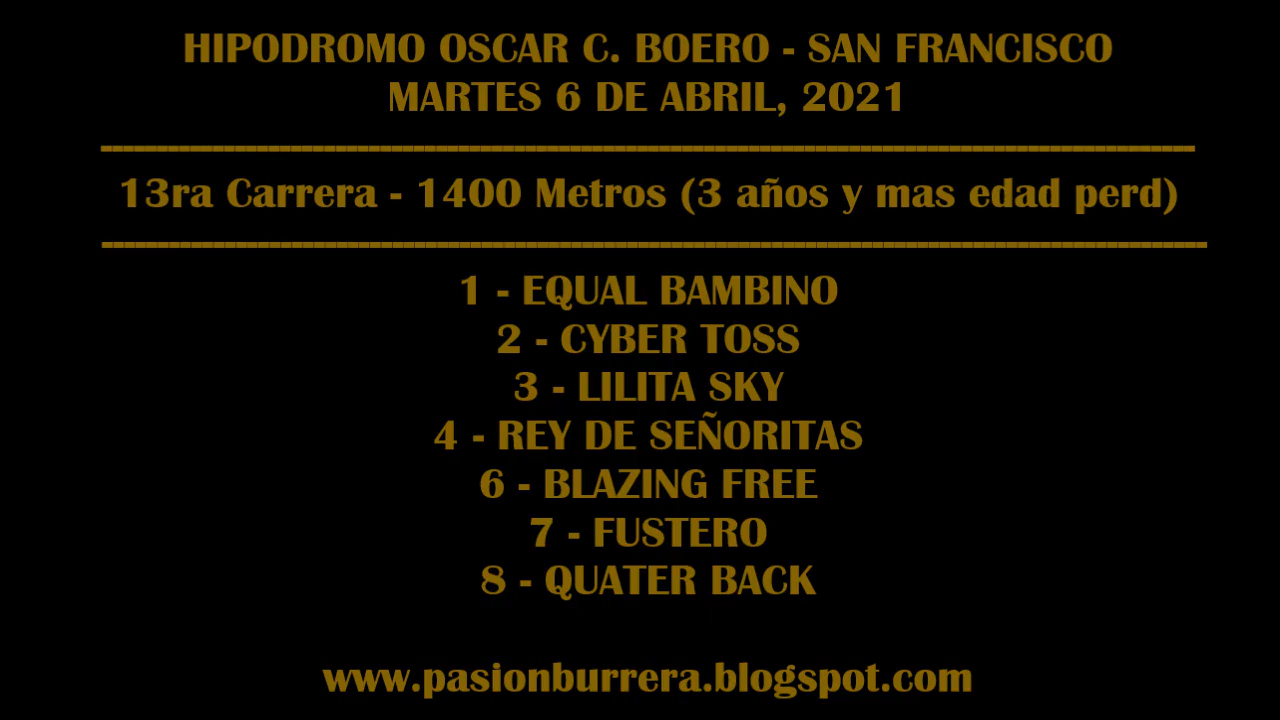 HIPODROMO OSCAR C. BOERO - SAN FRANCISCO
MARTES 6 DE ABRIL, 2021
13ra Carrera - 1400 Metros (3 años y mas edad perd)
1 - EQUAL BAMBINO
2 - CYBER TOSS
3 - LILITA SKY
4 - REY DE SEÑORITAS
6 - BLAZING FREE
7 - FUSTERO
8 - QUATER BACK
www.pasionburrera.blogspot.com